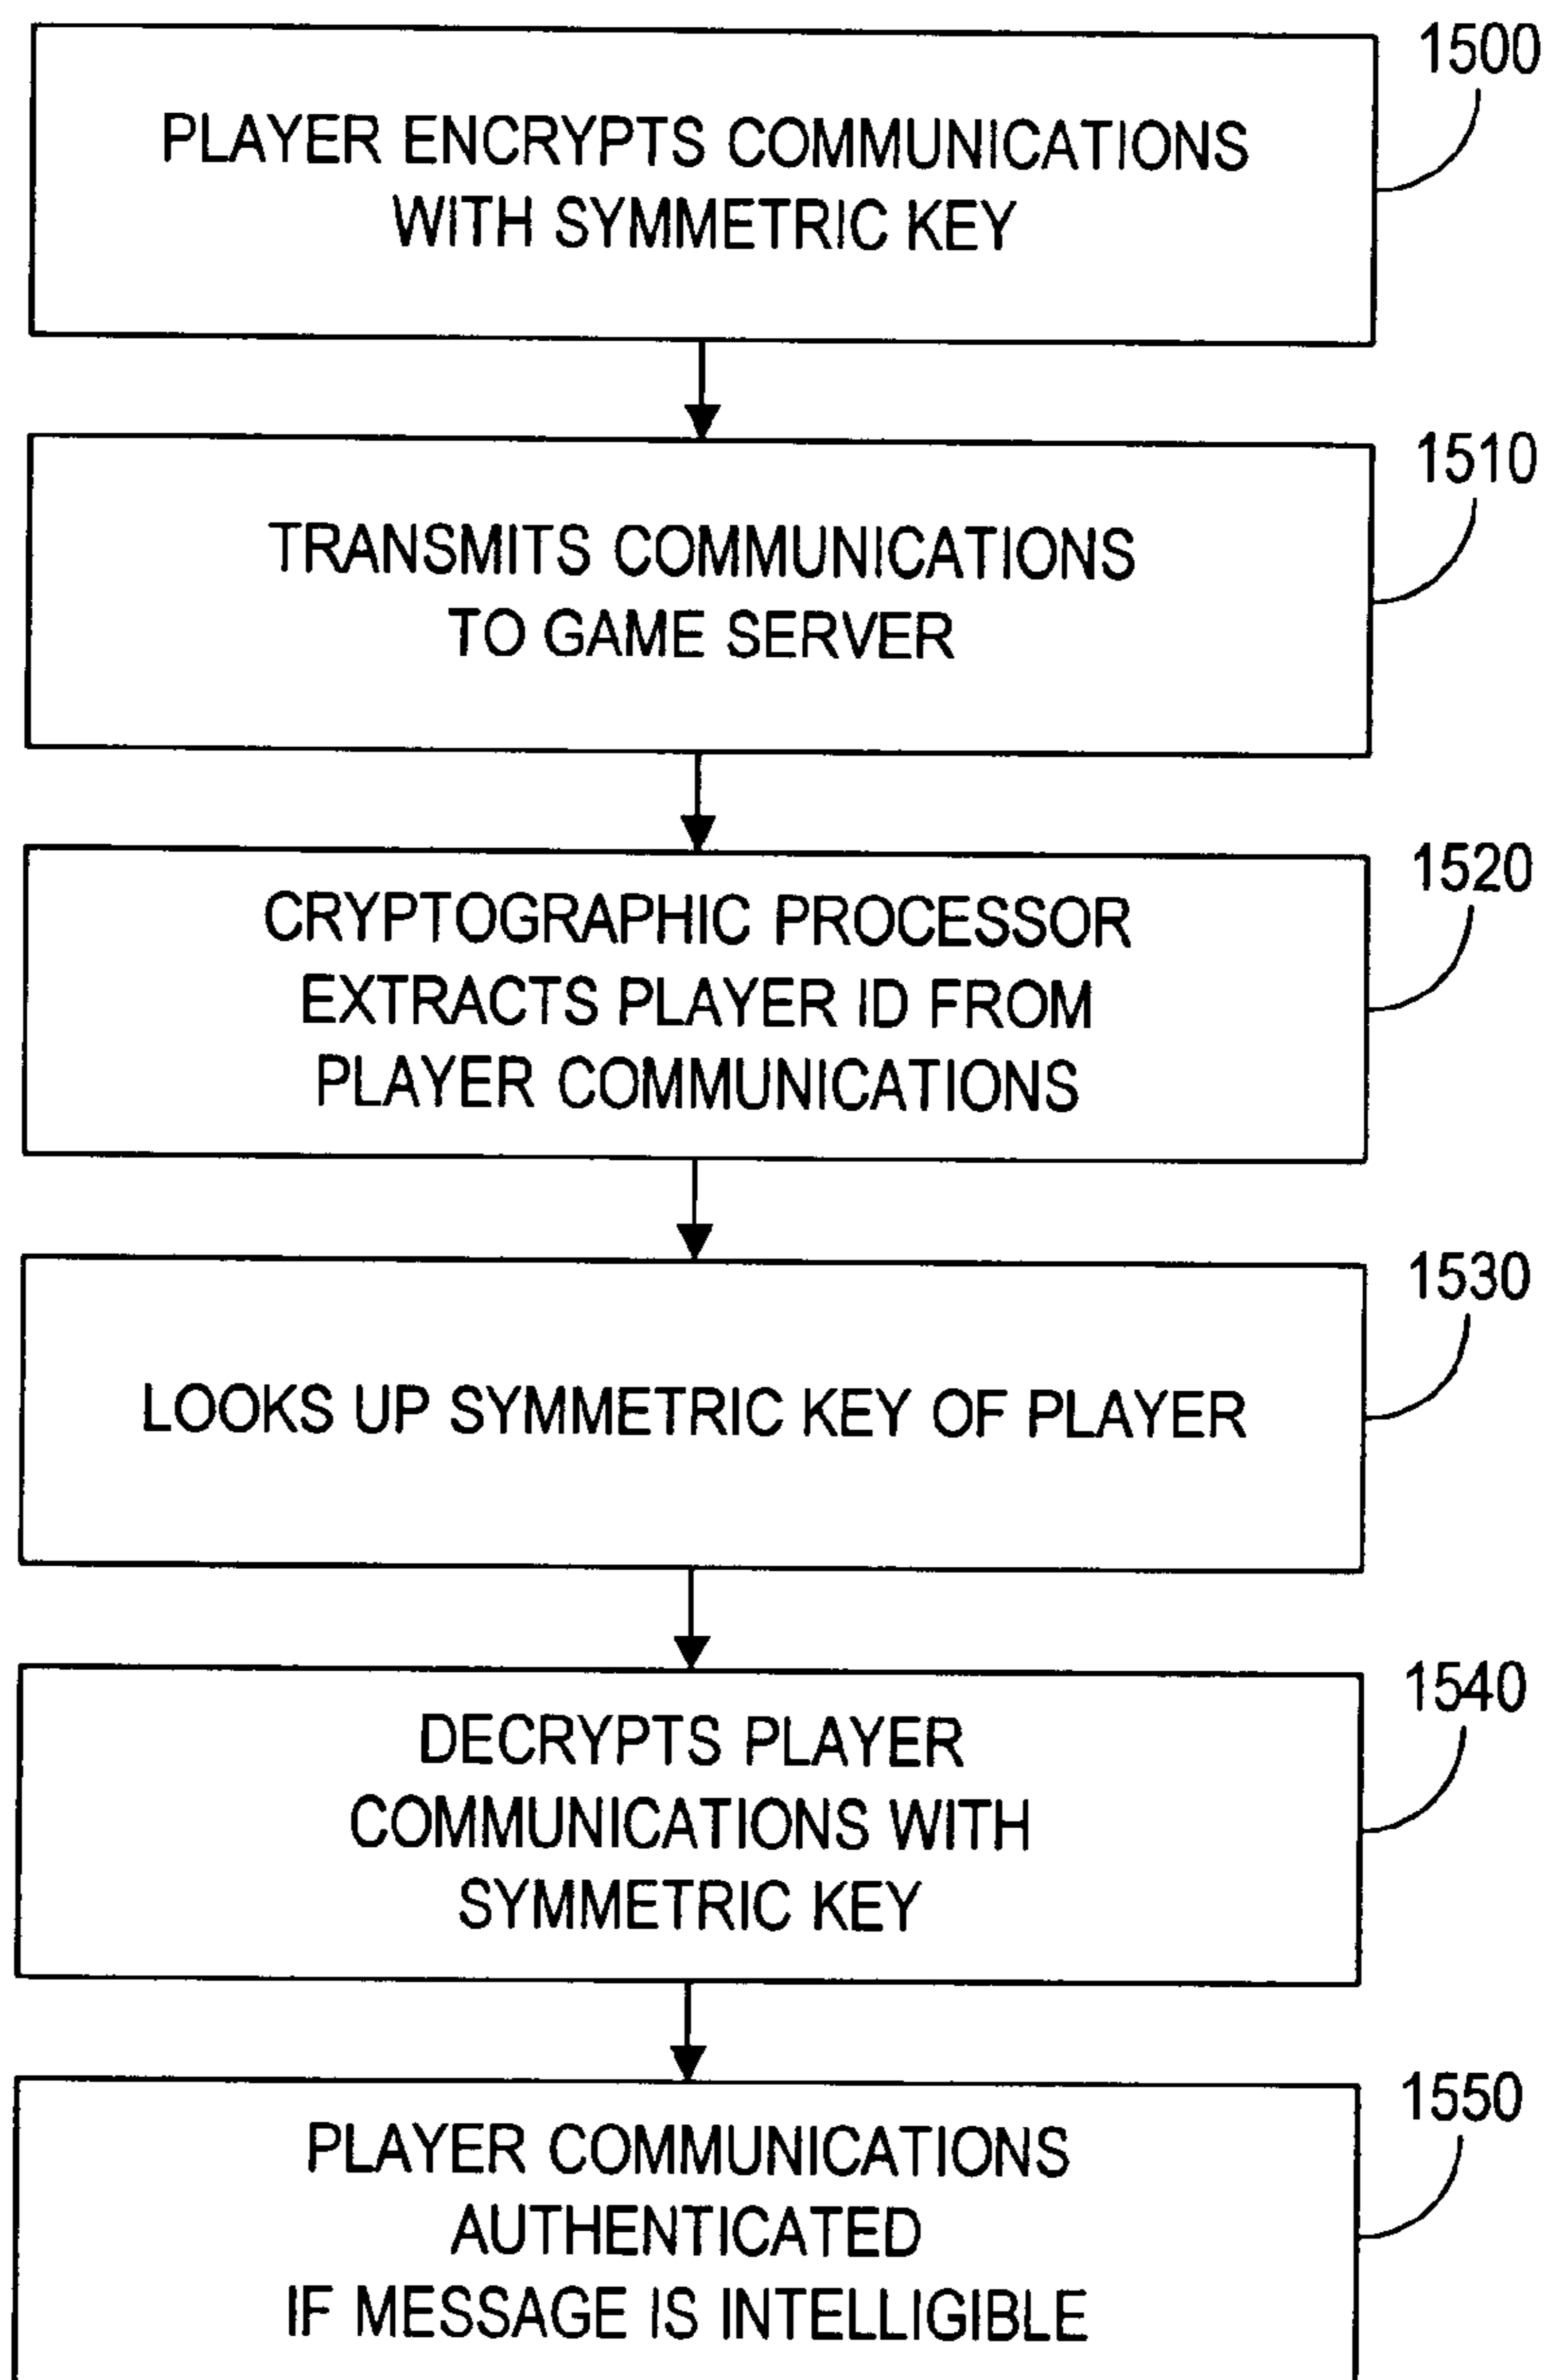 1500
PLAYER ENCRYPTS COMMUNICATIONS
WITH SYMMETRIC KEY
1510
TRANSMITS COMMUNICATIONS
TO GAME SERVER
1520
CRYPTOGRAPHIC PROCESSOR
EXTRACTS PLAYER ID FROM
PLAYER COMMUNICATIONS
1530
LOOKS UP SYMMETRIC KEY OF PLAYER
1540
DECRYPTS PLAYER
COMMUNICATIONS WITH
SYMMETRIC KEY
1550
PLAYER COMMUNICATIONS
AUTHENTICATED
IF MESSAGE IS INTELLIGIBLE